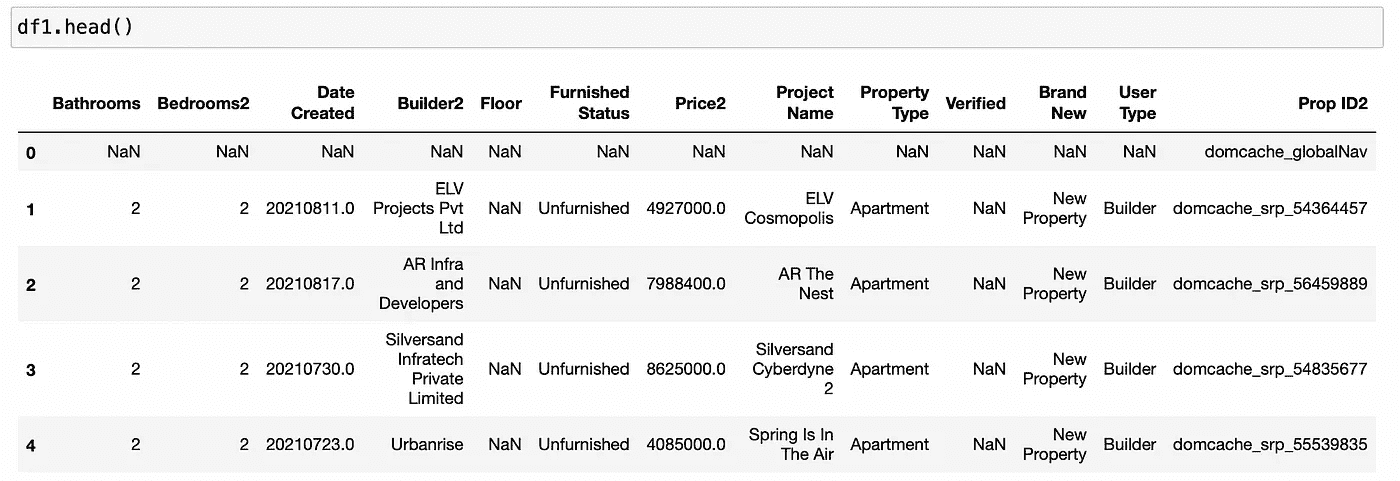 df1.head()
Bathrooms Bedrooms2 Date Created Builder2 Floor Furnished Status Price2 Project Name Property Type Verified Brand New User Type Prop ID2
0 NaN NaN NaN NaN NaN NaN NaN NaN NaN NaN NaN NaN domcache_globalNav
1 2 2 20210811.0 ELV Projects Pvt Ltd NaN Unfurnished 4927000.0 ELV Cosmopolis Apartment NaN New Property Builder domcache_srp_54364457
2 2 2 20210817.0 AR Infra and Developers NaN Unfurnished 7988400.0 AR The Nest Apartment NaN New Property Builder domcache_srp_56459889
3 2 2 20210730.0 Silversand Infratech Private Limited NaN Unfurnished 8625000.0 Silversand Cyberdyne 2 Apartment NaN New Property Builder domcache_srp_54835677
4 2 2 20210723.0 Urbanrise NaN Unfurnished 4085000.0 Spring Is In The Air Apartment NaN New Property Builder domcache_srp_55539835